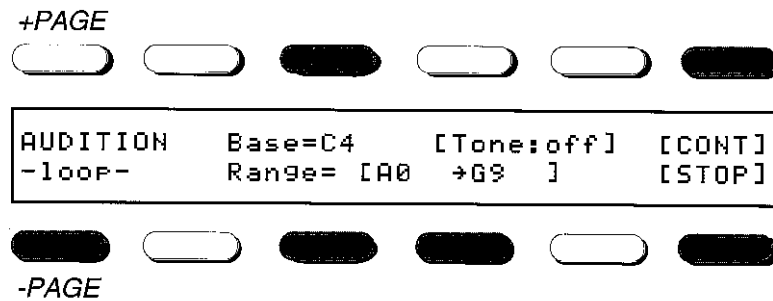 +PAGE
AUDITION Base=C4 [Tone:off] [CONT]
-loop- Range= [A0 →G9 ] [STOP]
-PAGE